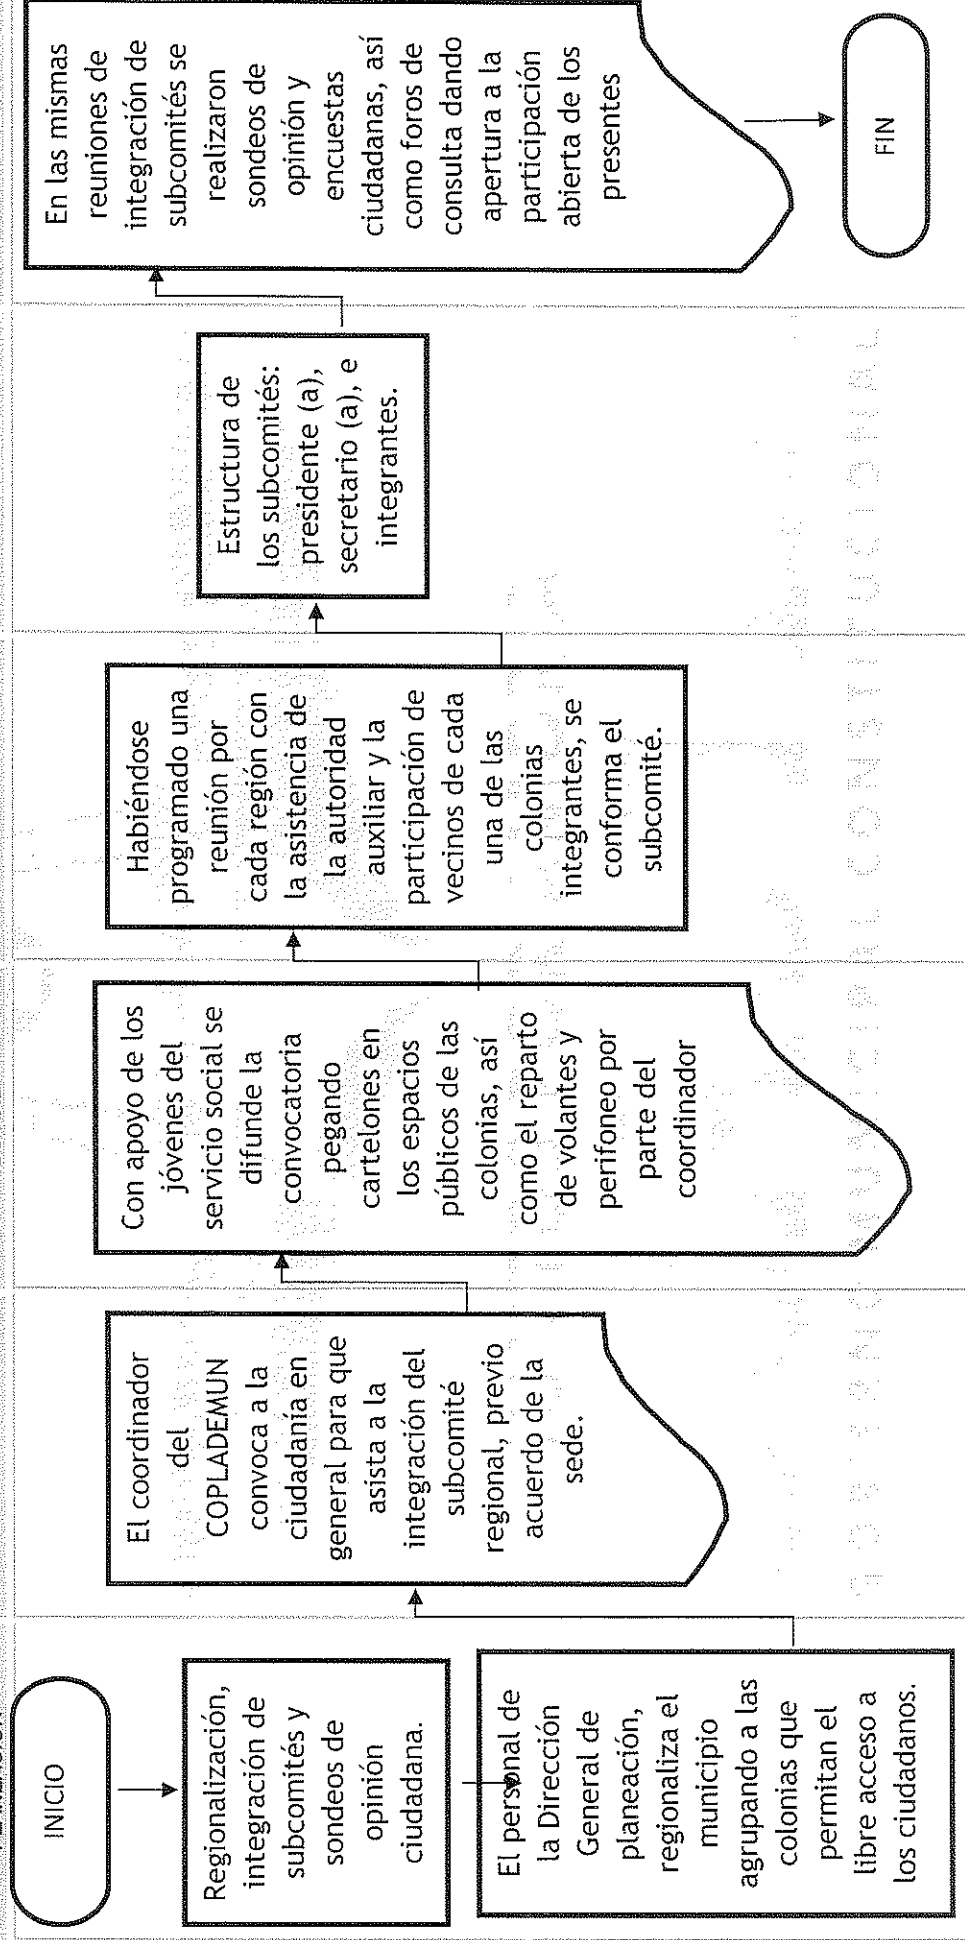 INICIO
Regionalización,
integración de
subcomités y
sondeos de
opinión
ciudadana.
El personal de
la Dirección
General de
planeación,
regionaliza el
municipio
agrupando a las
colonias que
permitan el
libre acceso a
los ciudadanos.
El coordinador
del
COPLADEMUN
convoca a la
ciudadanía en
general para que
asista a la
integración del
subcomité
regional, previo
acuerdo de la
sede.
Con apoyo de los
jóvenes del
servicio social se
difunde la
convocatoria
pegando
cartelones en
los espacios
públicos de las
colonias, así
como el reparto
de volantes y
perifoneo por
parte del
coordinador
Habiéndose
programado una
reunión por
cada región con
la asistencia de
la autoridad
auxiliar y la
participación de
vecinos de cada
una de las
colonias
integrantes, se
conforma el
subcomité.
Estructura de
los subcomités:
presidente (a),
secretario (a), e
integrantes.
En las mismas
reuniones de
integración de
subcomités se
realizaron
sondeos de
opinión y
encuestas
ciudadanas, así
como foros de
consulta dando
apertura a la
participación
abierta de los
presentes
FIN